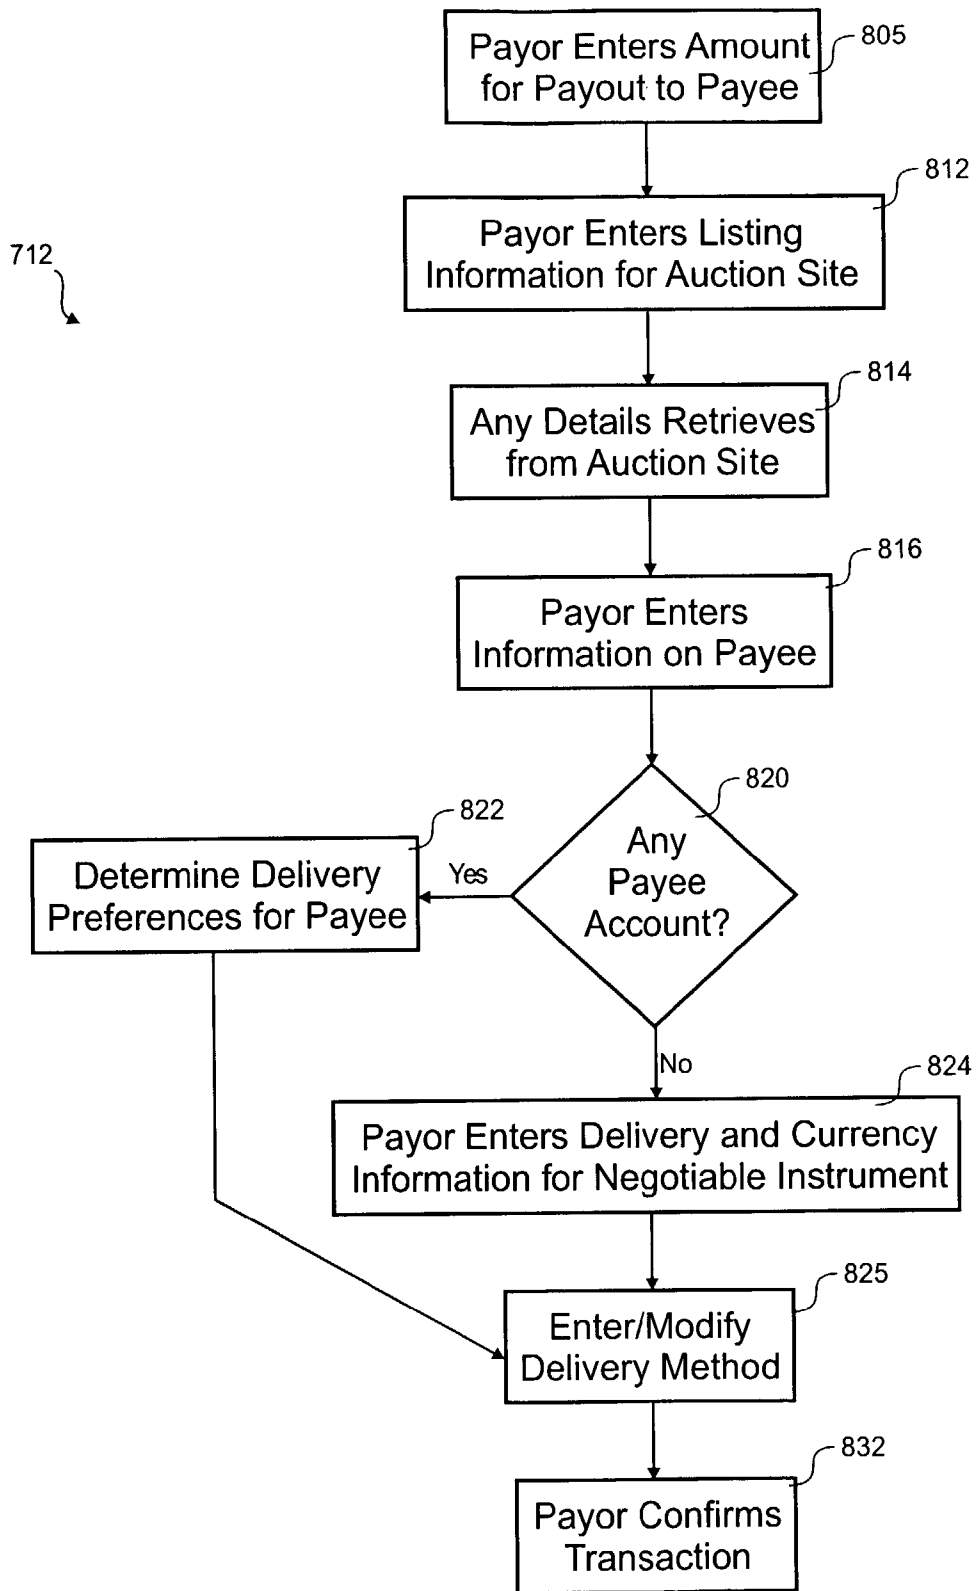 Payor Enters Amount
for Payout to Payee
805
812
Payor Enters Listing
Information for Auction Site
712
814
Any Details Retrieves
from Auction Site
816
Payor Enters
Information on Payee
820
Any
Payee
Account?
822
Yes
Determine Delivery
Preferences for Payee
No
824
Payor Enters Delivery and Currency
Information for Negotiable Instrument
825
Enter/Modify
Delivery Method
832
Payor Confirms
Transaction